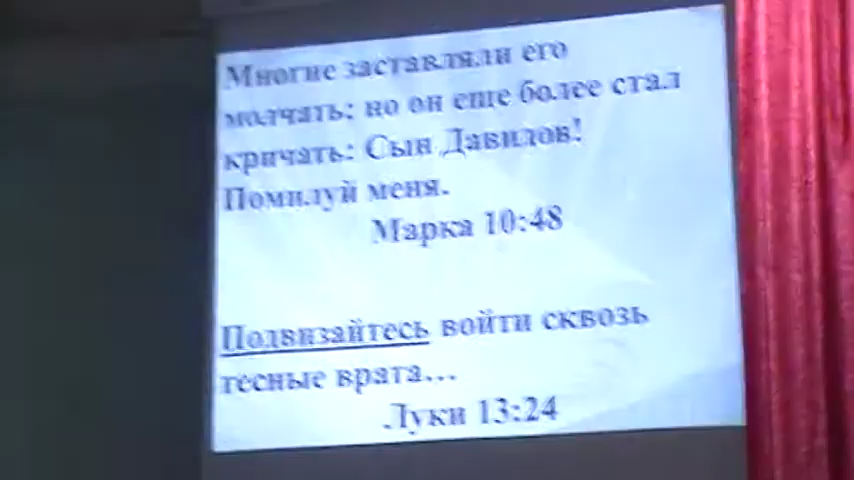 Многие заставляли его
молчать; но он еще более стал
кричать: Сын Давидов!
Помилуй меня.
Марка 10:48
Подвизайтесь войти сквозь
тесные врата...
Луки 13:24